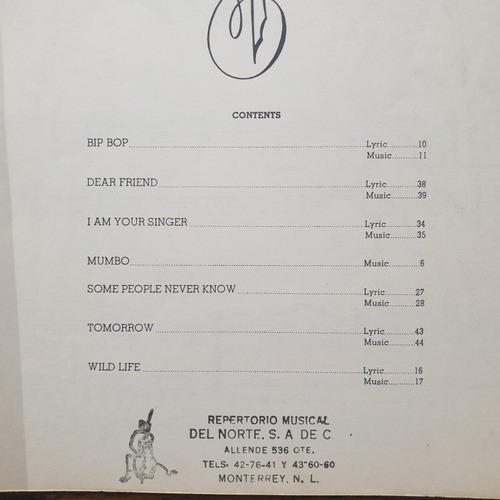 CONTENTS
BIP BOP Lyric 10
Music 11
DEAR FRIEND Lyric 38
Music 39
I AM YOUR SINGER Lyric 34
Music 35
MUMBO Music 6
SOME PEOPLE NEVER KNOW Lyric 27
Music 28
TOMORROW Lyric 43
Music 44
WILD LIFE Lyric 16
Music 17
REPERTORIO MUSICAL
DEL NORTE, S. A DE C.
ALLENDE 536 OTE.
TELS. 42-76-41 Y 43-60-60
MONTERREY, N. L.